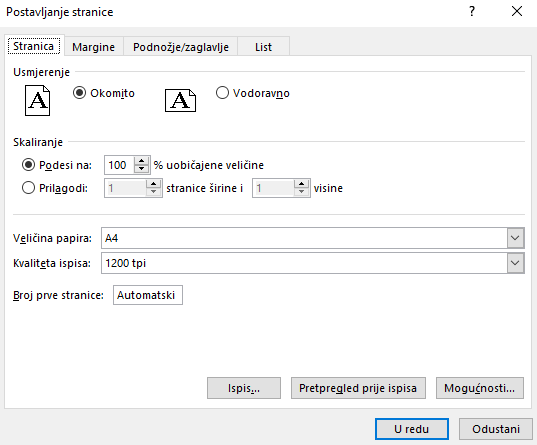 Postavljanje stranice ?
Stranica Margine Podnožje/zaglavlje List
Usmjerenje
A Okomito A Vodoravno
Skaliranje
Podesi na: 100 % uobičajene veličine
Prilagodi: 1 stranice širine i 1 visine
Veličina papira: A4
Kvaliteta ispisa: 1200 tpi
Broj prve stranice: Automatski
Ispis... Pretpregled prije ispisa Mogućnosti...
U redu Odustani